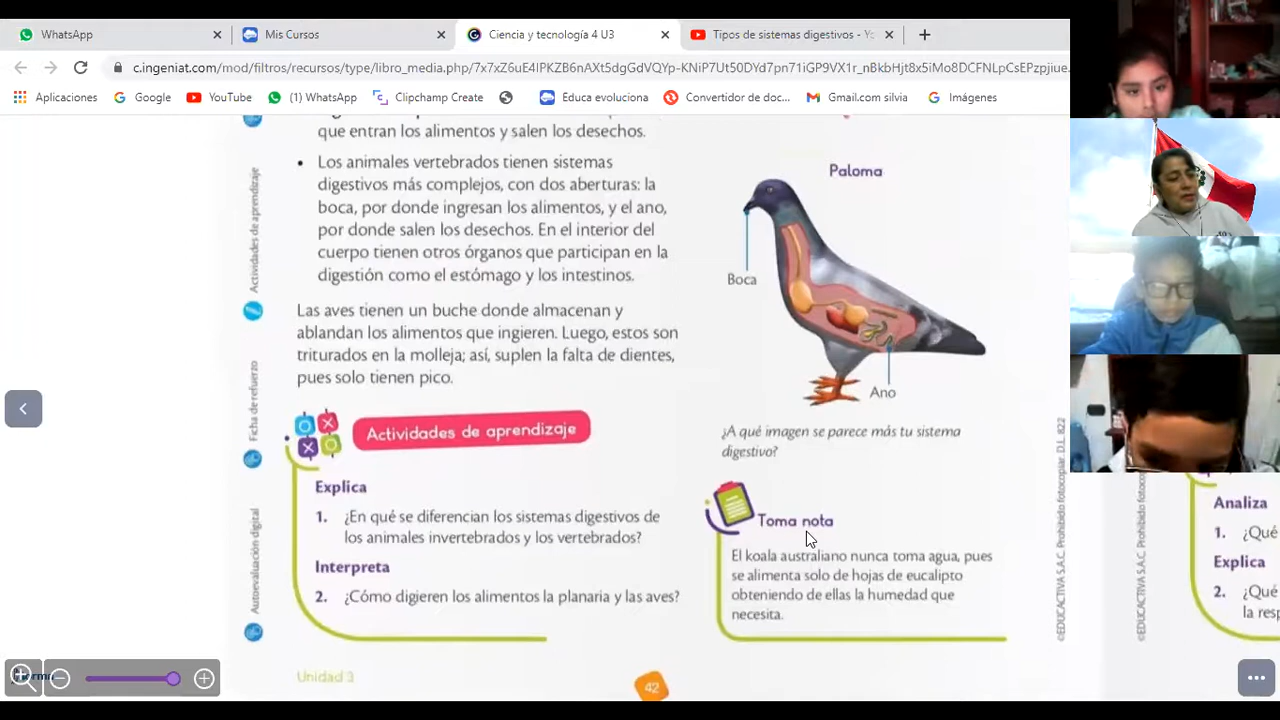 WhatsApp
Mis Cursos
Ciencia y tecnología 4 U3
Tipos de sistemas digestivos - Yo
c.ingeniat.com/mod/filtros/recursos/type/libro_media.php/
Aplicaciones
Google
YouTube
(1) WhatsApp
Clipchamp Create
Educa evoluciona
Convertidor de doc...
Gmail.com silvia
Imágenes
que entran los alimentos y salen los desechos.
• Los animales vertebrados tienen sistemas
digestivos más complejos, con dos aberturas: la
boca, por donde ingresan los alimentos, y el ano,
por donde salen los desechos. En el interior del
cuerpo tienen otros órganos que participan en la
digestión como el estómago y los intestinos.
Las aves tienen un buche donde almacenan y
ablandan los alimentos que ingieren. Luego, estos son
triturados en la molleja; así, suplen la falta de dientes,
pues solo tienen pico.
Actividades de aprendizaje
Explica
1. ¿En qué se diferencian los sistemas digestivos de
los animales invertebrados y los vertebrados?
Interpreta
2. ¿Cómo digieren los alimentos la planaria y las aves?
Unidad 3
42
Paloma
Boca
Ano
¿A qué imagen se parece más tu sistema
digestivo?
Toma nota
El koala australiano nunca toma agua, pues
se alimenta solo de hojas de eucalipto
obteniendo de ellas la humedad que
necesita.
Actividades de aprendizaje
Ficha de refuerzo
Autoevaluación digital
©EDUCACTIVA S.A.C. Prohibido fotocopiar. D.L. 822
©EDUCACTIVA S.A.C. Prohibido fotoc
Analiza
1. ¿Qué
Explica
2. ¿Qué
la resp